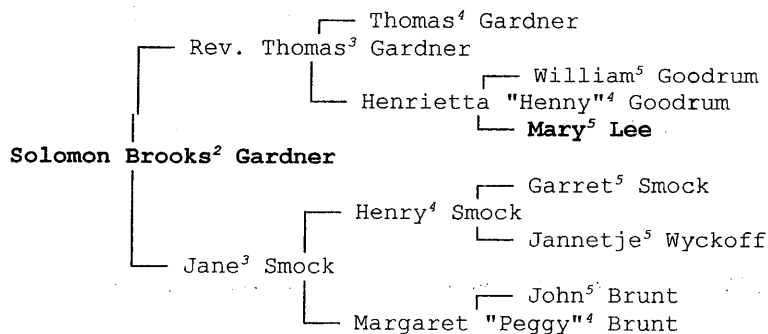 Thomas⁴ Gardner
Rev. Thomas³ Gardner
William⁵ Goodrum
Henrietta "Henny"⁴ Goodrum
Mary⁵ Lee
Solomon Brooks² Gardner
Garret⁵ Smock
Henry⁴ Smock
Jannetje⁵ Wyckoff
Jane³ Smock
John⁵ Brunt
Margaret "Peggy"⁴ Brunt